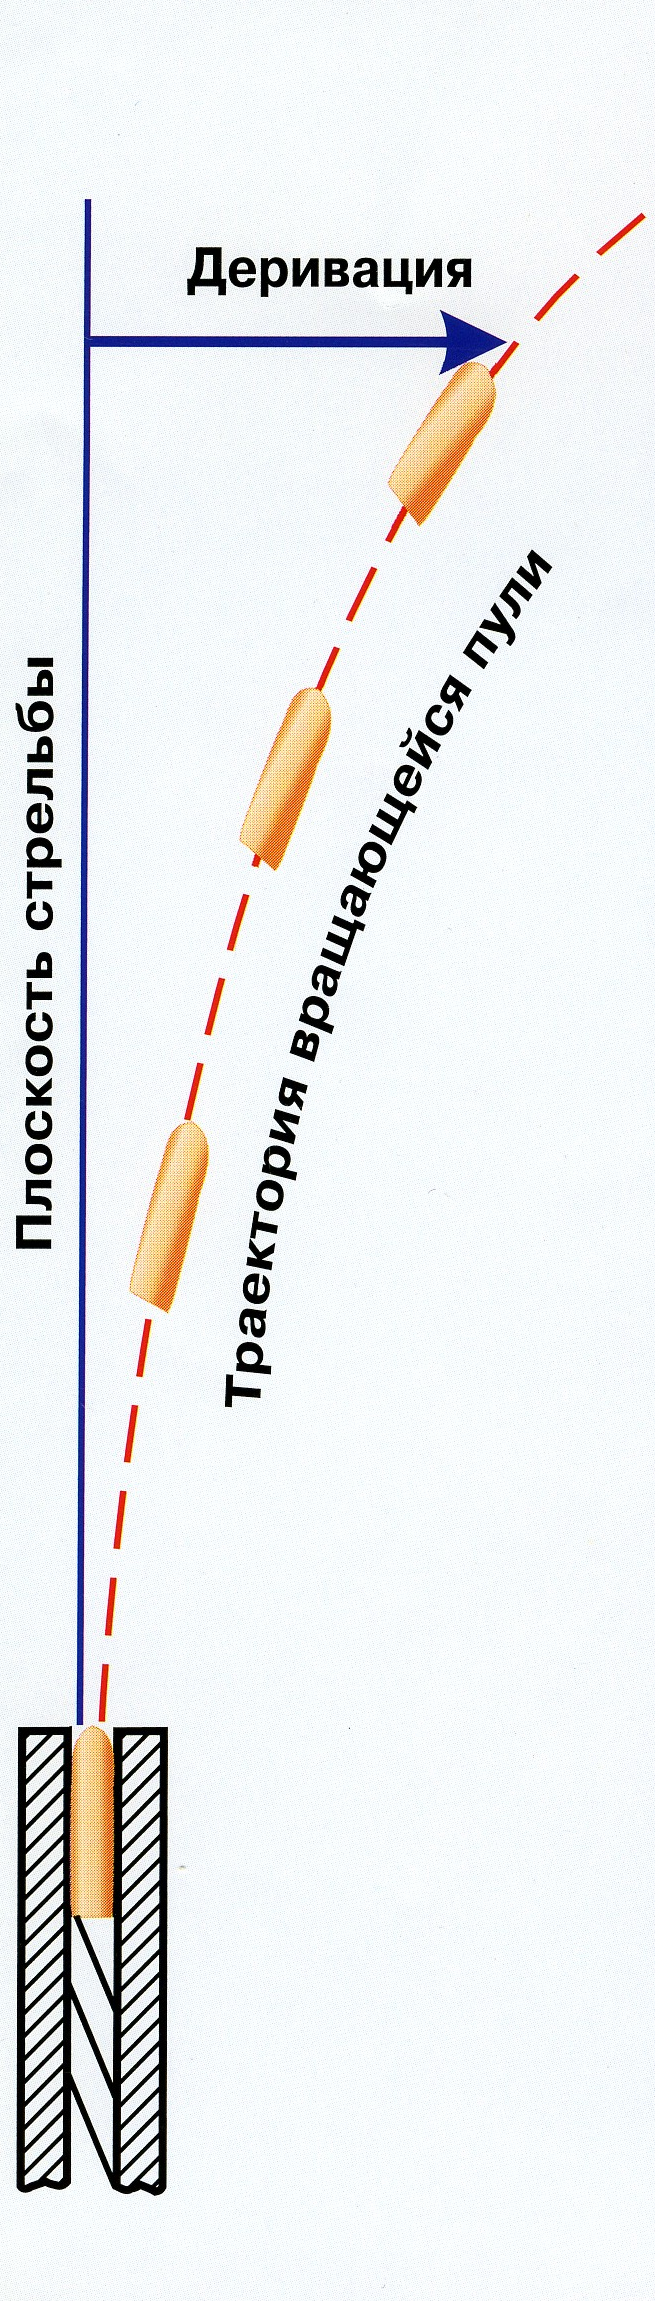 Деривация
Плоскость стрельбы
Траектория вращающейся пули